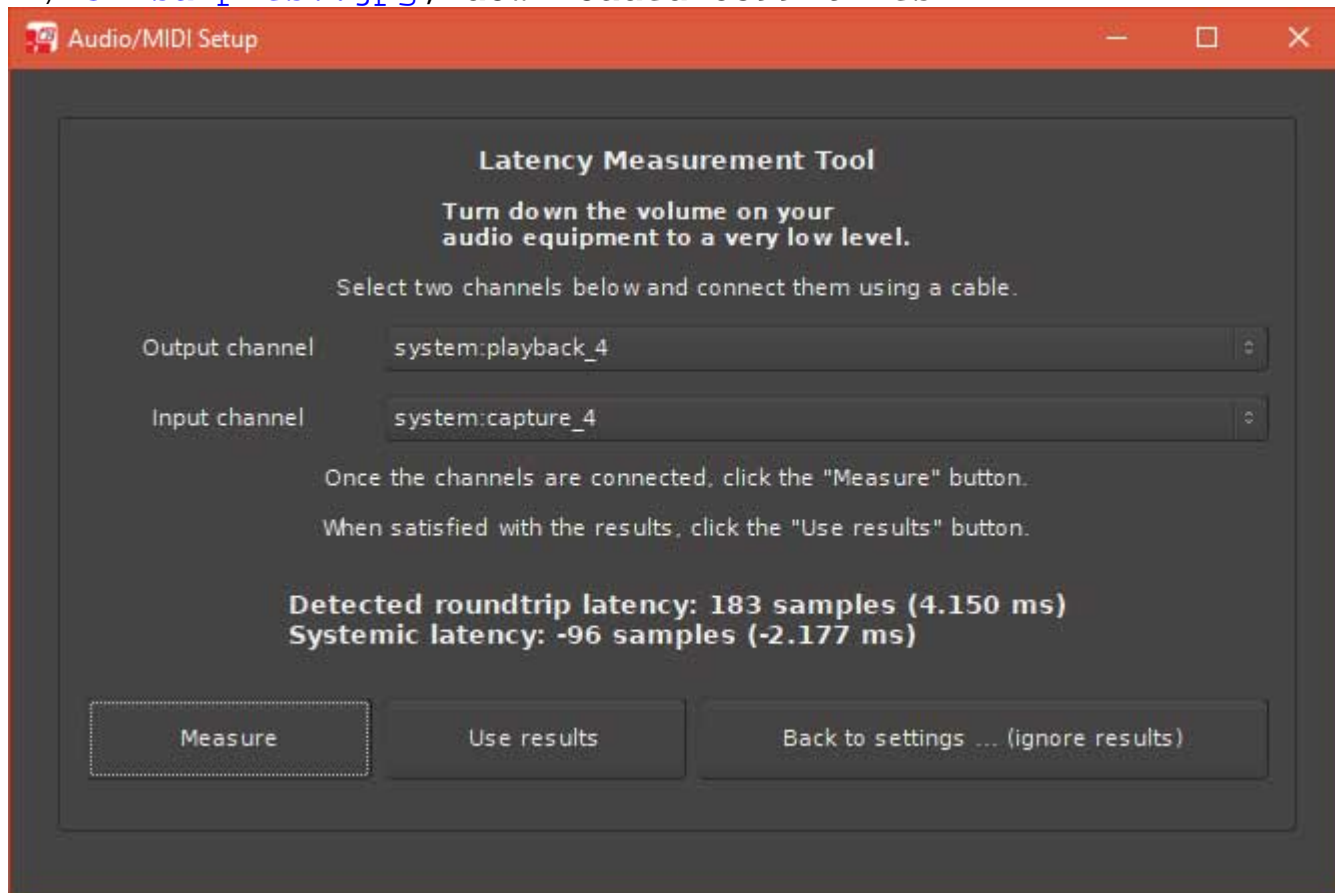 Audio/MIDI Setup
Latency Measurement Tool
Turn down the volume on your
audio equipment to a very low level.
Select two channels below and connect them using a cable.
Output channel system:playback_4
Input channel system:capture_4
Once the channels are connected, click the "Measure" button.
When satisfied with the results, click the "Use results" button.
Detected roundtrip latency: 183 samples (4.150 ms)
Systemic latency: -96 samples (-2.177 ms)
Measure Use results Back to settings ... (ignore results)